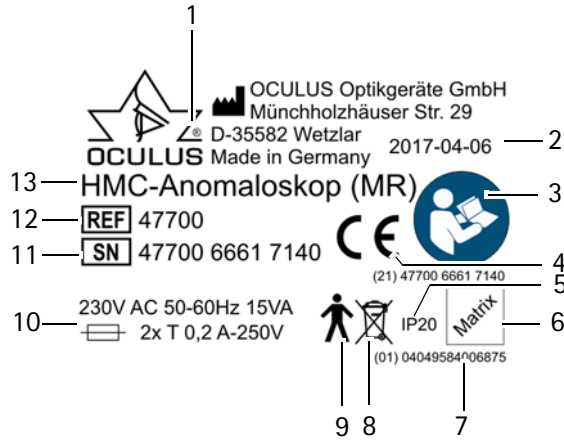 1
OCULUS Optikgeräte GmbH
Münchholzhäuser Str. 29
® D-35582 Wetzlar
OCULUS Made in Germany 2017-04-06 2
13 HMC-Anomaloskop (MR) 3
12 REF 47700
11 SN 47700 6661 7140 CE 4
(21) 47700 6661 7140 5
10 230V AC 50-60Hz 15VA
2x T 0,2 A-250V IP20 Matrix 6
(01) 04049584006875
9 8 7